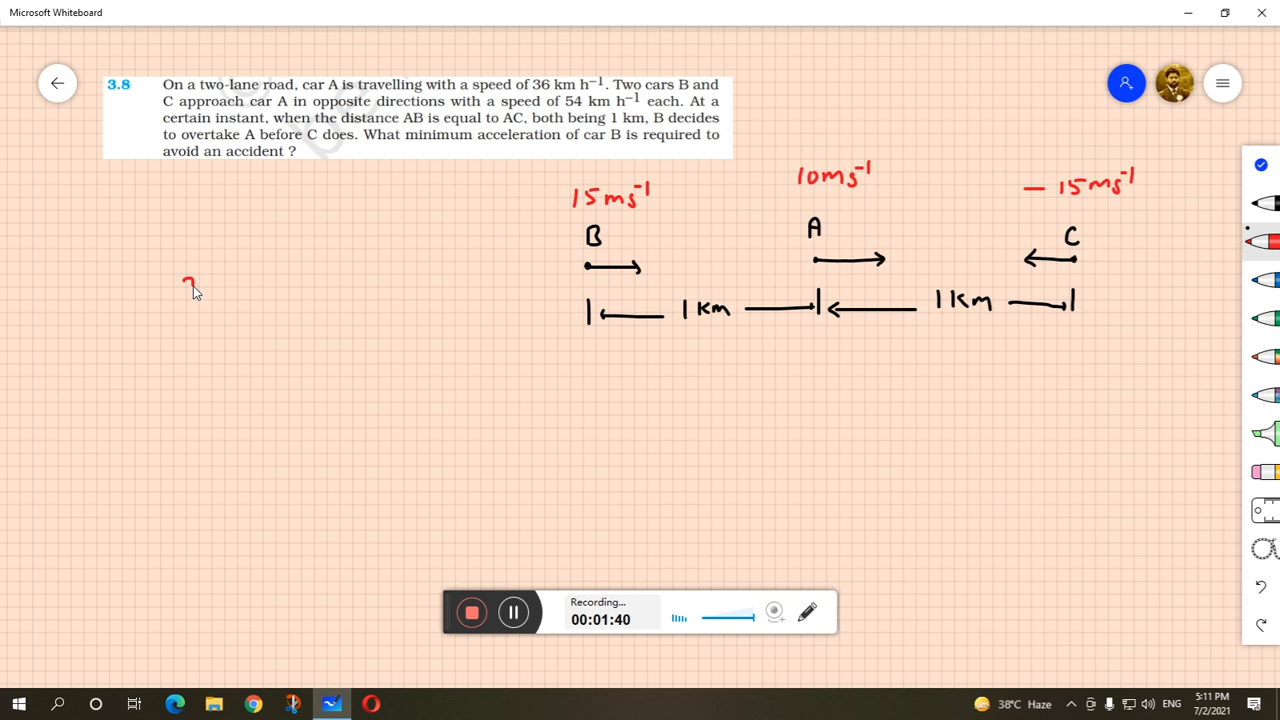 Microsoft Whiteboard
3.8 On a two-lane road, car A is travelling with a speed of 36 km h⁻¹. Two cars B and
C approach car A in opposite directions with a speed of 54 km h⁻¹ each. At a
certain instant, when the distance AB is equal to AC, both being 1 km, B decides
to overtake A before C does. What minimum acceleration of car B is required to
avoid an accident ?
15ms⁻¹ 10ms⁻¹ - 15ms⁻¹
B A C
1 km 1 km
Recording...
00:01:40
38°C Haze ENG 5:11 PM
7/2/2021